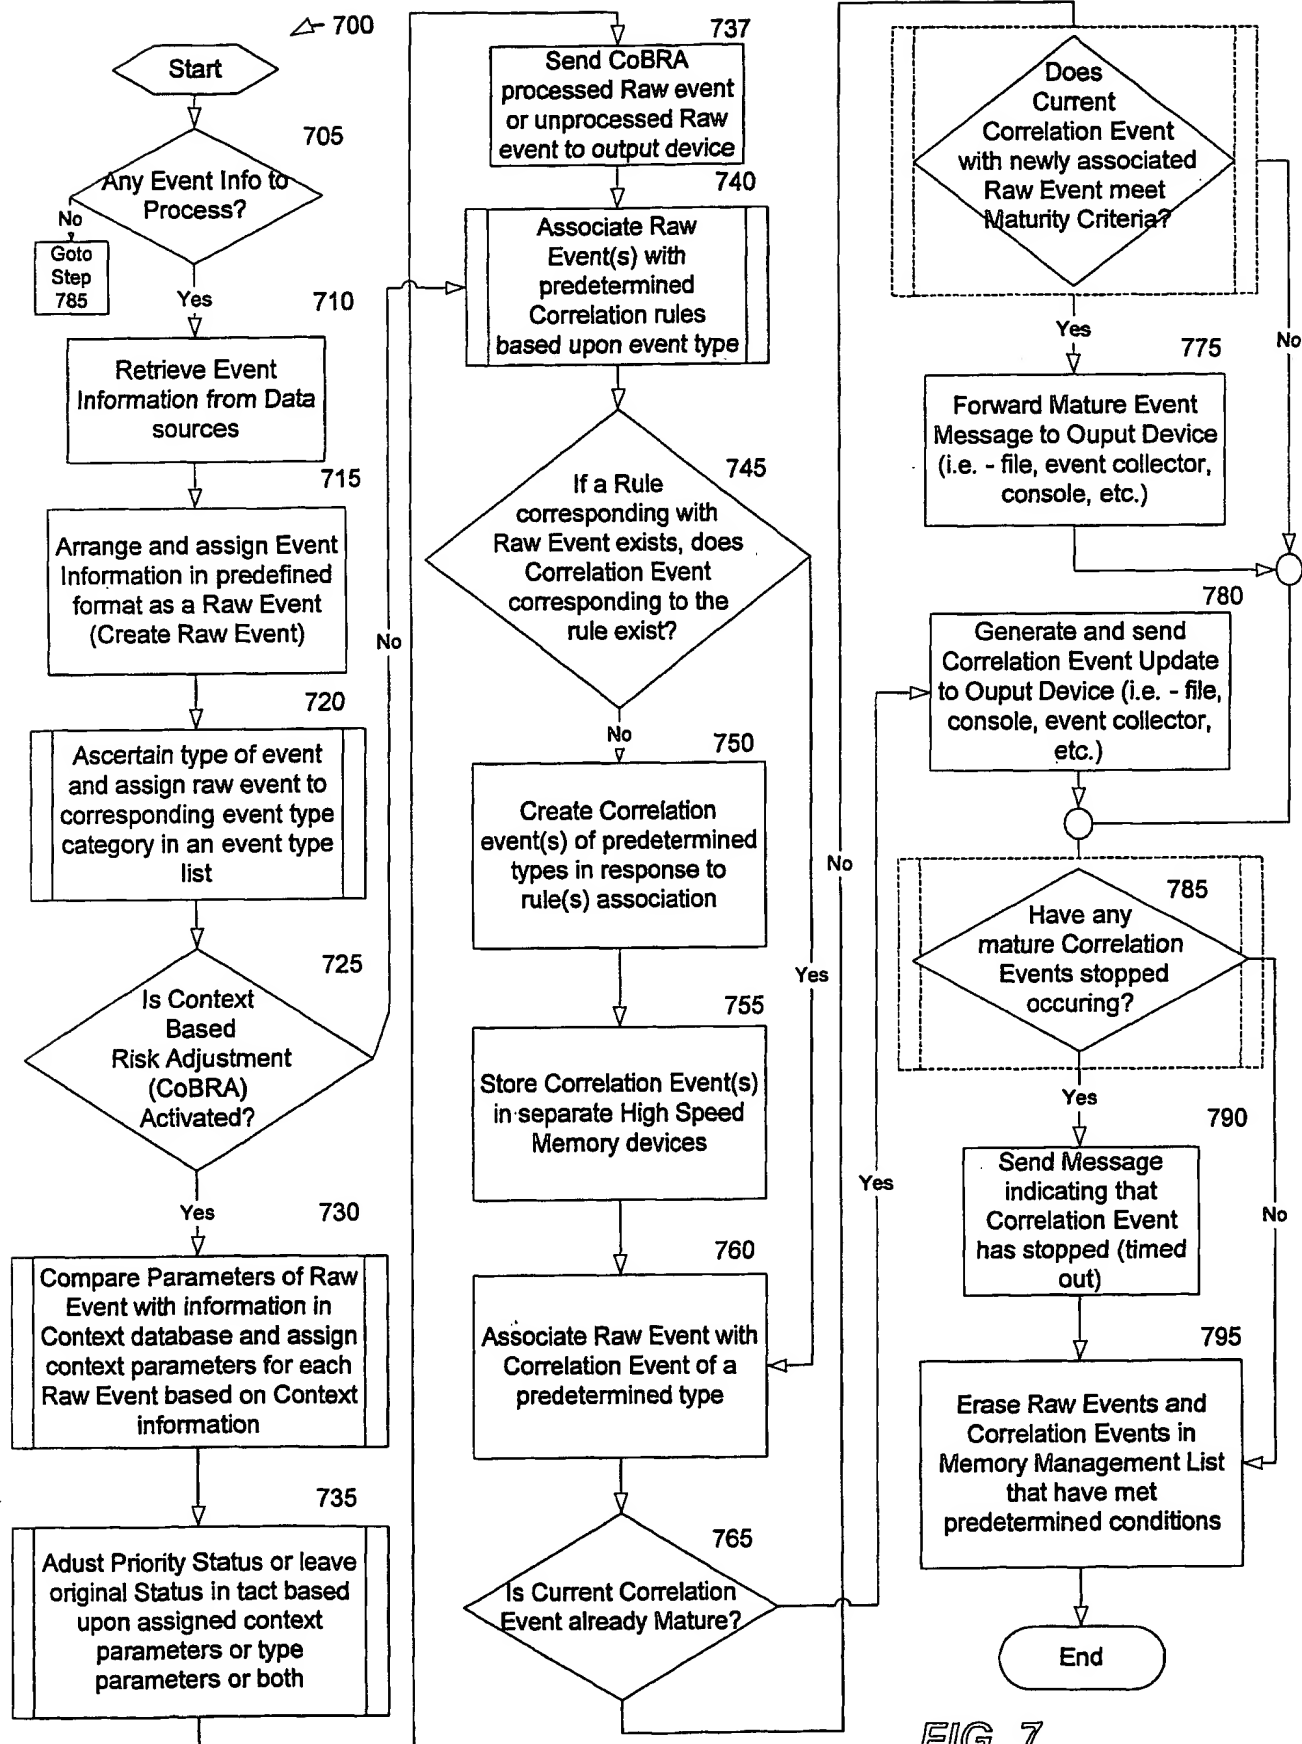 700
Start
705
Any Event Info to
Process?
No
Goto
Step
785
Yes
710
Retrieve Event
Information from Data
sources
715
Arrange and assign Event
Information in predefined
format as a Raw Event
(Create Raw Event)
720
Ascertain type of event
and assign raw event to
corresponding event type
category in an event type
list
725
Is Context
Based
Risk Adjustment
(CoBRA)
Activated?
No
Yes
730
Compare Parameters of Raw
Event with information in
Context database and assign
context parameters for each
Raw Event based on Context
information
735
Adust Priority Status or leave
original Status in tact based
upon assigned context
parameters or type
parameters or both
737
Send CoBRA
processed Raw event
or unprocessed Raw
event to output device
740
Associate Raw
Event(s) with
predetermined
Correlation rules
based upon event type
745
If a Rule
corresponding with
Raw Event exists, does
Correlation Event
corresponding to the
rule exist?
No
Yes
750
Create Correlation
event(s) of predetermined
types in response to
rule(s) association
755
Store Correlation Event(s)
in separate High Speed
Memory devices
760
Associate Raw Event with
Correlation Event of a
predetermined type
765
Is Current Correlation
Event already Mature?
No
Yes
Does
Current
Correlation Event
with newly associated
Raw Event meet
Maturity Criteria?
Yes
No
775
Forward Mature Event
Message to Ouput Device
(i.e. - file, event collector,
console, etc.)
780
Generate and send
Correlation Event Update
to Ouput Device (i.e. - file,
console, event collector,
etc.)
785
Have any
mature Correlation
Events stopped
occuring?
Yes
No
790
Send Message
indicating that
Correlation Event
has stopped (timed
out)
795
Erase Raw Events and
Correlation Events in
Memory Management List
that have met
predetermined conditions
End
FIG. 7